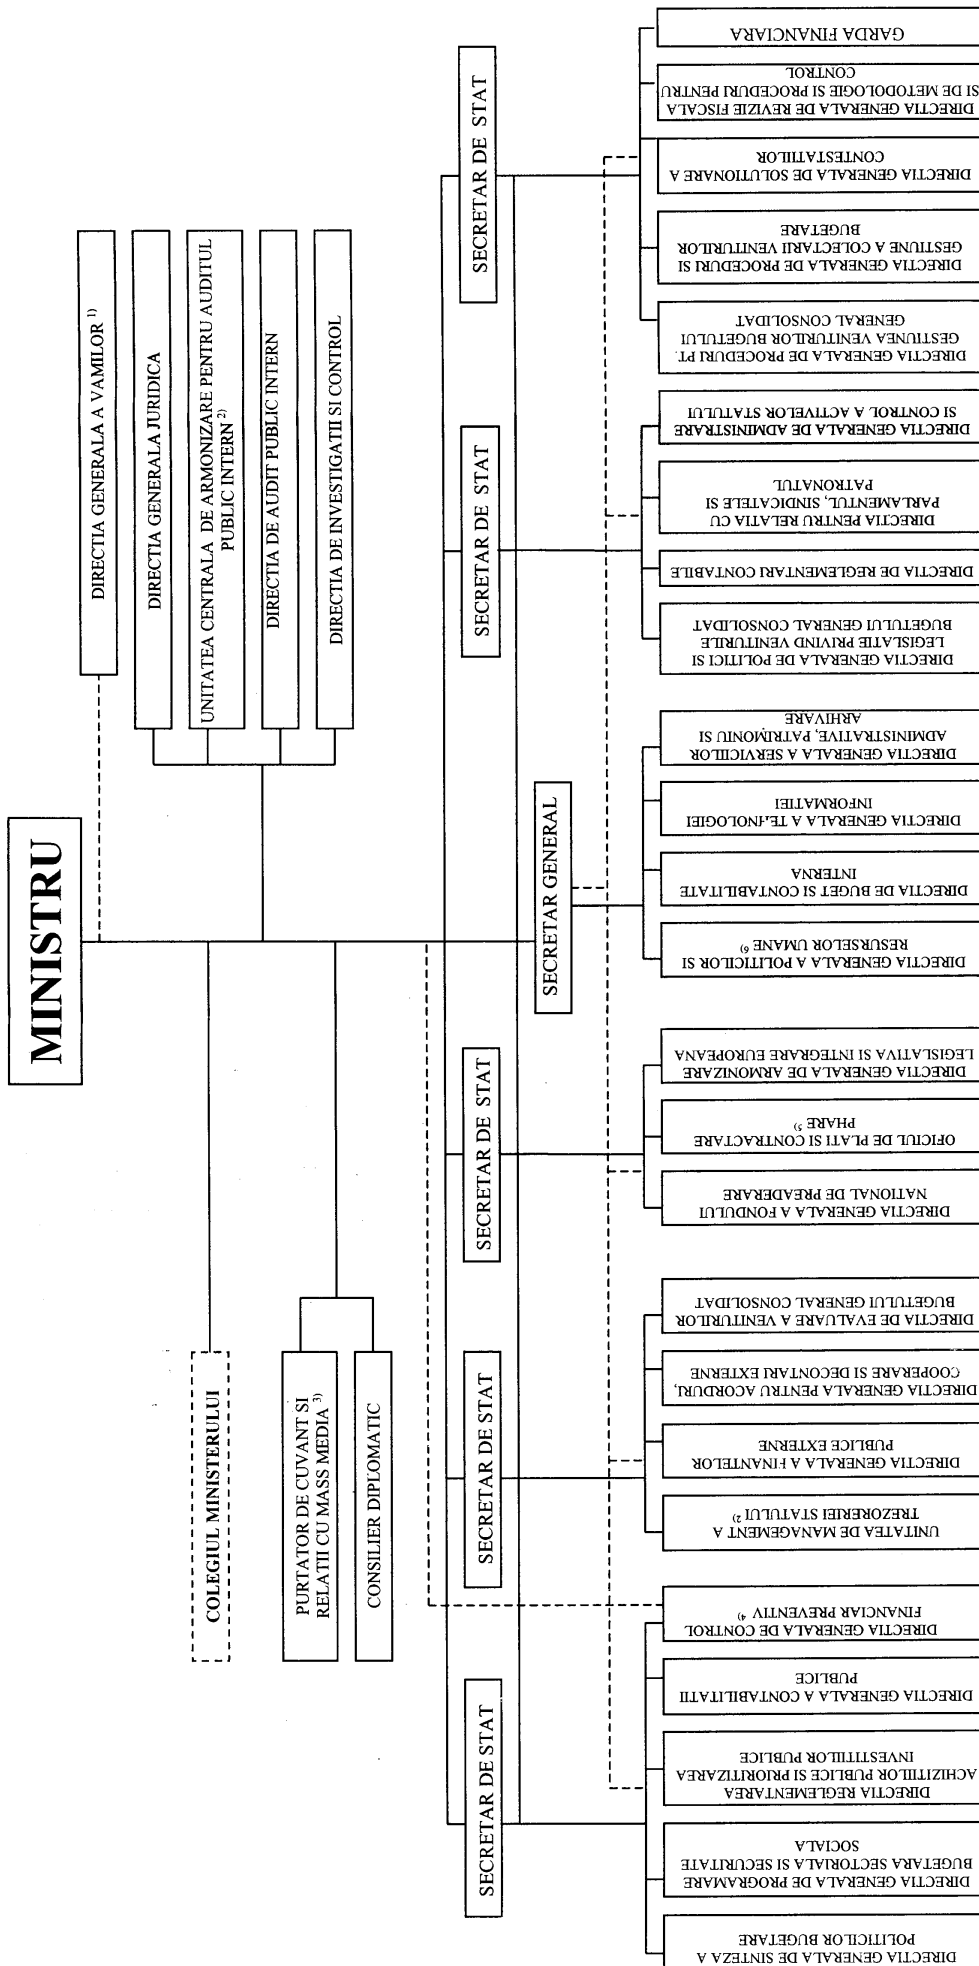 MINISTRU
DIRECTIA GENERALA A VAMILOR 1)
DIRECTIA GENERALA JURIDICA
UNITATEA CENTRALA DE ARMONIZARE PENTRU AUDITUL
PUBLIC INTERN 2)
DIRECTIA DE AUDIT PUBLIC INTERN
DIRECTIA DE INVESTIGATII SI CONTROL
COLEGIUL MINISTERULUI
PURTATOR DE CUVANT SI
RELATII CU MASS MEDIA 3)
CONSILIER DIPLOMATIC
SECRETAR DE STAT
SECRETAR DE STAT
SECRETAR DE STAT
SECRETAR DE STAT
SECRETAR DE STAT
SECRETAR GENERAL
DIRECTIA GENERALA DE SINTEZA A
POLITICILOR BUGETARE
DIRECTIA GENERALA DE PROGRAMARE
BUGETARA SECTORIALA SI SECURITATE
SOCIALA
DIRECTIA REGLEMENTAREA
ACHIZITIILOR PUBLICE SI PRIORITIZAREA
INVESTITIILOR PUBLICE
DIRECTIA GENERALA A CONTABILITATII
PUBLICE
DIRECTIA GENERALA DE CONTROL
FINANCIAR PREVENTIV 4)
UNITATEA DE MANAGEMENT A
TREZORERIEI STATULUI 2)
DIRECTIA GENERALA A FINANTELOR
PUBLICE EXTERNE
DIRECTIA GENERALA PENTRU ACORDURI,
COOPERARE SI DECONTARI EXTERNE
DIRECTIA DE EVALUARE A VENITURILOR
BUGETULUI GENERAL CONSOLIDAT
DIRECTIA GENERALA A FONDULUI
NATIONAL DE PREADERARE
OFICIUL DE PLATI SI CONTRACTARE
PHARE 5)
DIRECTIA GENERALA DE ARMONIZARE
LEGISLATIVA SI INTEGRARE EUROPEANA
DIRECTIA GENERALA A POLITICILOR SI
RESURSELOR UMANE 6)
DIRECTIA DE BUGET SI CONTABILITATE
INTERNA
DIRECTIA GENERALA A TEHNOLOGIEI
INFORMATIEI
DIRECTIA GENERALA A SERVICIILOR
ADMINISTRATIVE, PATRIMONIU SI
ARHIVARE
DIRECTIA GENERALA DE POLITICI SI
LEGISLATIE PRIVIND VENITURILE
BUGETULUI GENERAL CONSOLIDAT
DIRECTIA DE REGLEMENTARI CONTABILE
DIRECTIA PENTRU RELATIA CU
PARLAMENTUL, SINDICATELE SI
PATRONATUL
DIRECTIA GENERALA DE ADMINISTRARE
SI CONTROL A ACTIVELOR STATULUI
DIRECTIA GENERALA DE PROCEDURI PT.
GESTIUNEA VENITURILOR BUGETULUI
GENERAL CONSOLIDAT
DIRECTIA GENERALA DE PROCEDURI SI
GESTIUNE A COLECTARII VENITURILOR
BUGETARE
DIRECTIA GENERALA DE SOLUTIONARE A
CONTESTATIILOR
DIRECTIA GENERALA DE REVIZIE FISCALA
SI DE METODOLOGIE SI PROCEDURI PENTRU
CONTROL
GARDA FINANCIARA